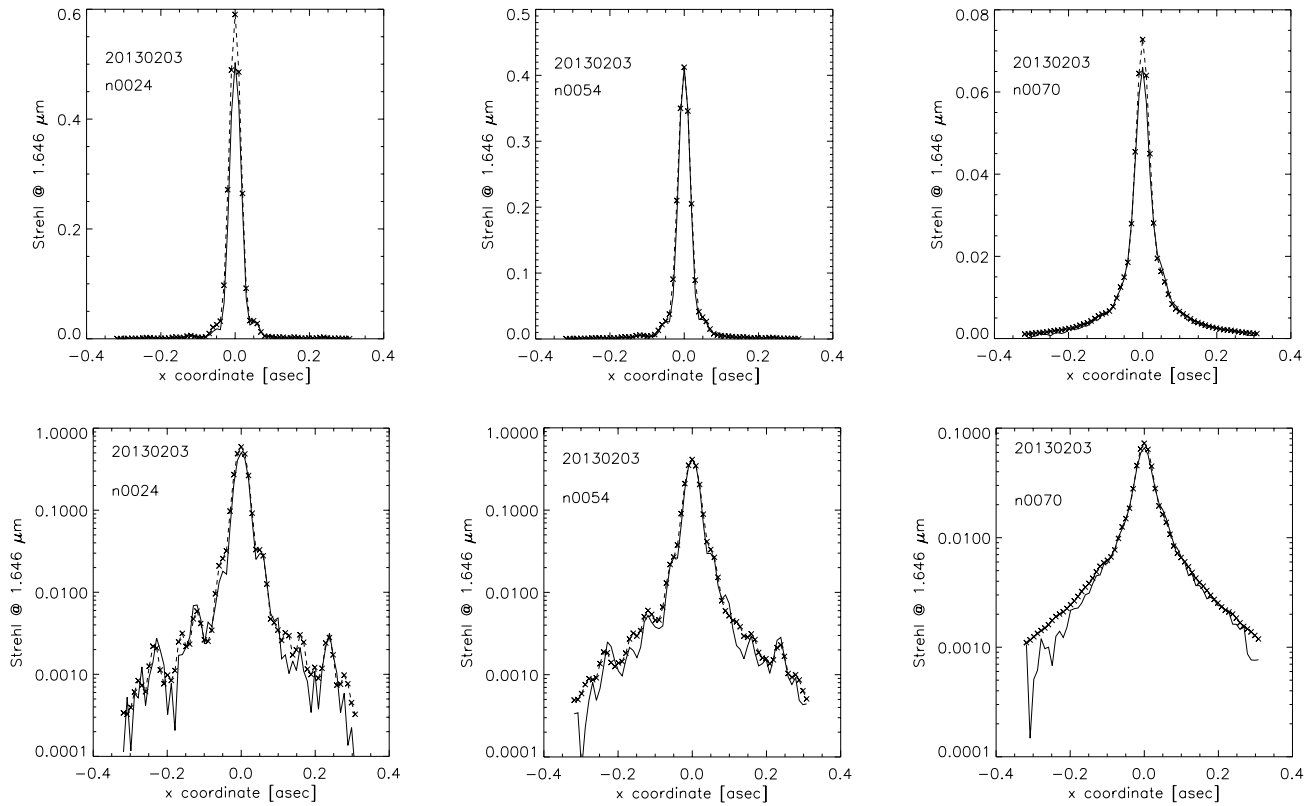 0.6
0.4
0.2
0.0
Strehl @ 1.646 μm
20130203
n0024
−0.4 −0.2 0.0 0.2 0.4
x coordinate [asec]
0.5
0.4
0.3
0.2
0.1
0.0
Strehl @ 1.646 μm
20130203
n0054
−0.4 −0.2 0.0 0.2 0.4
x coordinate [asec]
0.08
0.06
0.04
0.02
0.00
Strehl @ 1.646 μm
20130203
n0070
−0.4 −0.2 0.0 0.2 0.4
x coordinate [asec]
1.0000
0.1000
0.0100
0.0010
0.0001
Strehl @ 1.646 μm
20130203
n0024
−0.4 −0.2 0.0 0.2 0.4
x coordinate [asec]
1.0000
0.1000
0.0100
0.0010
0.0001
Strehl @ 1.646 μm
20130203
n0054
−0.4 −0.2 0.0 0.2 0.4
x coordinate [asec]
0.1000
0.0100
0.0010
0.0001
Strehl @ 1.646 μm
20130203
n0070
−0.4 −0.2 0.0 0.2 0.4
x coordinate [asec]